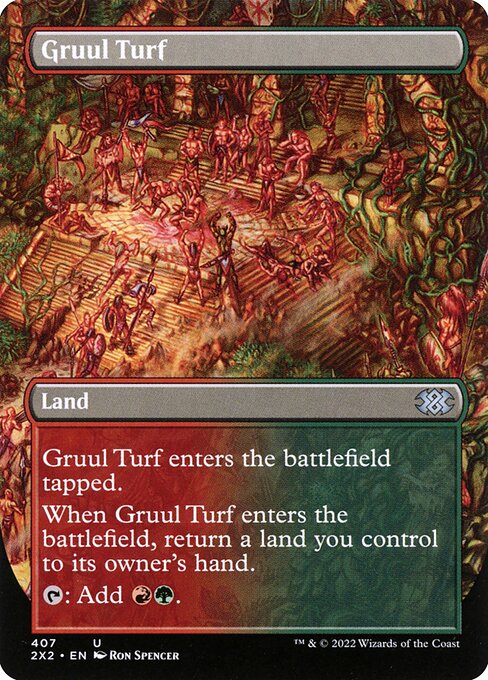 Gruul Turf
Land
Gruul Turf enters the battlefield
tapped.
When Gruul Turf enters the
battlefield, return a land you control
to its owner's hand.
: Add .
407 U
2X2 • EN Ron Spencer
™ & © 2022 Wizards of the Coast